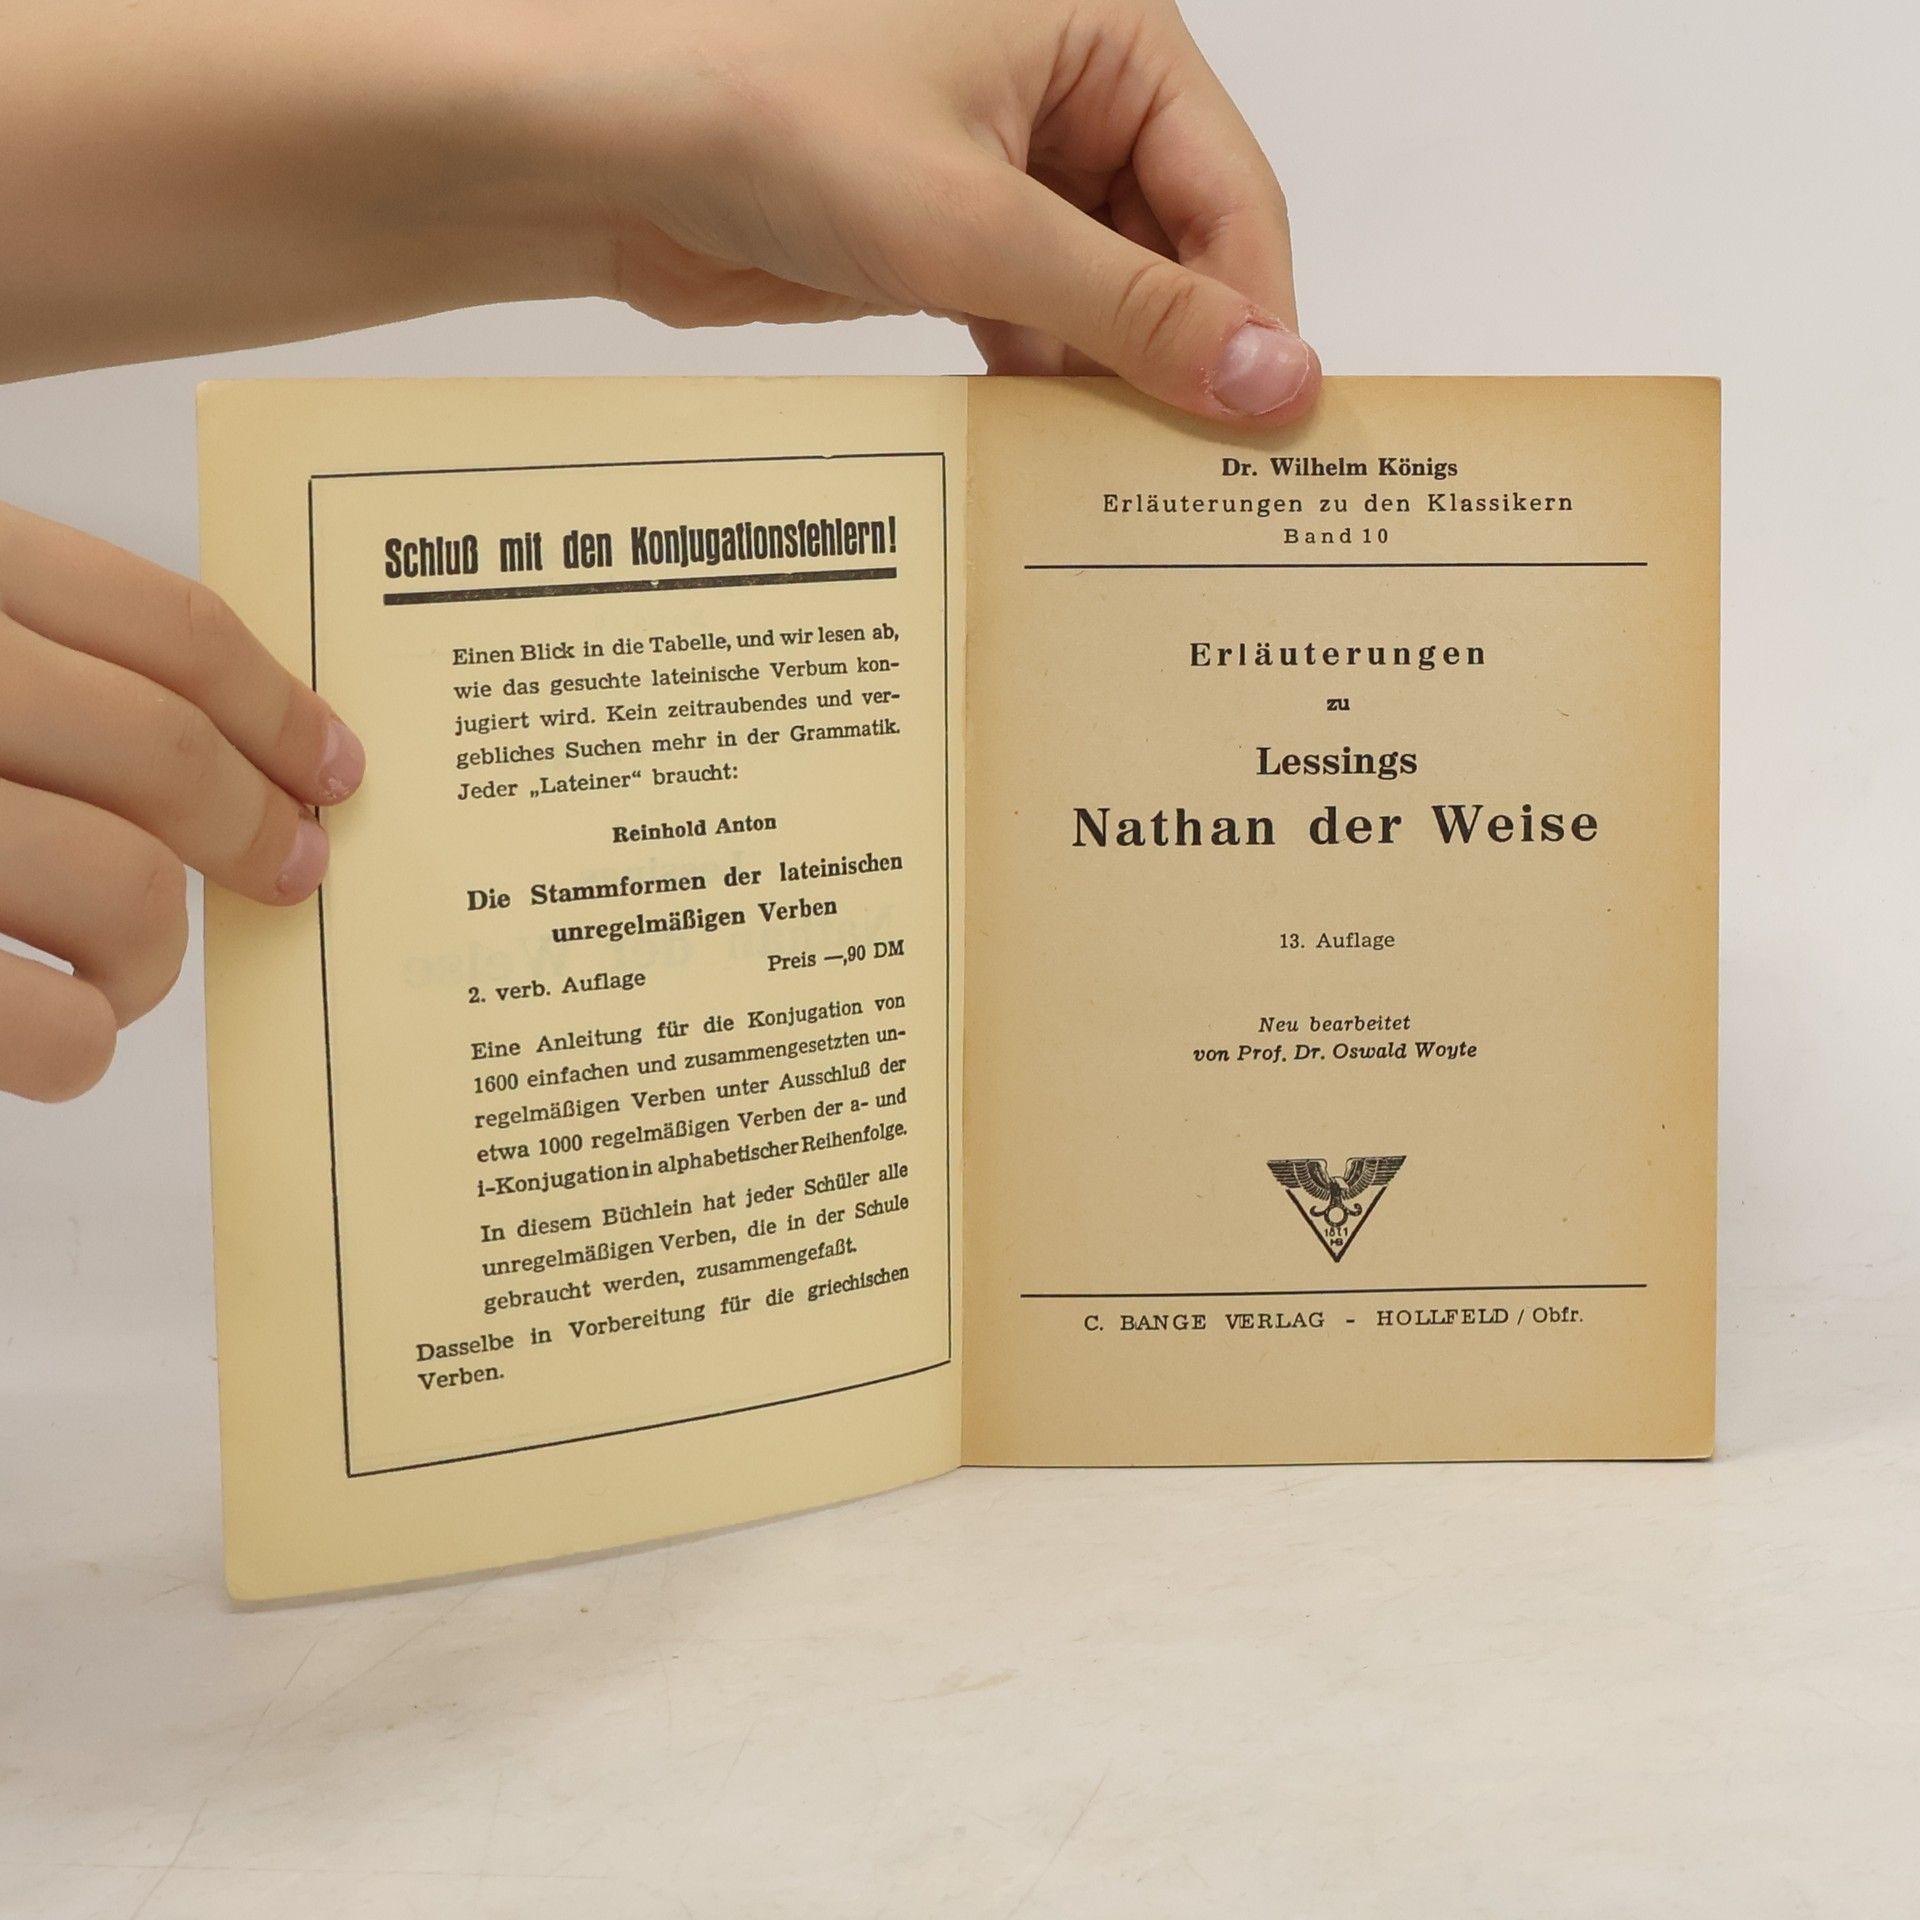 Schluß mit den Konjugationsfehlern!
Einen Blick in die Tabelle, und wir lesen ab,
wie das gesuchte lateinische Verbum kon-
jugiert wird. Kein zeitraubendes und ver-
gebliches Suchen mehr in der Grammatik.
Jeder „Lateiner“ braucht:
Reinhold Anton
Die Stammformen der lateinischen
unregelmäßigen Verben
2. verb. Auflage Preis —,90 DM
Eine Anleitung für die Konjugation von
1600 einfachen und zusammengesetzten un-
regelmäßigen Verben unter Ausschluß der
etwa 1000 regelmäßigen Verben der a- und
i-Konjugation in alphabetischer Reihenfolge.
In diesem Büchlein hat jeder Schüler alle
unregelmäßigen Verben, die in der Schule
gebraucht werden, zusammengefaßt.
Dasselbe in Vorbereitung für die griechischen
Verben.
Dr. Wilhelm Königs
Erläuterungen zu den Klassikern
Band 10
Erläuterungen
zu
Lessings
Nathan der Weise
13. Auflage
Neu bearbeitet
von Prof. Dr. Oswald Woyte
1871
HB
C. BANGE VERLAG - HOLLFELD / Obfr.